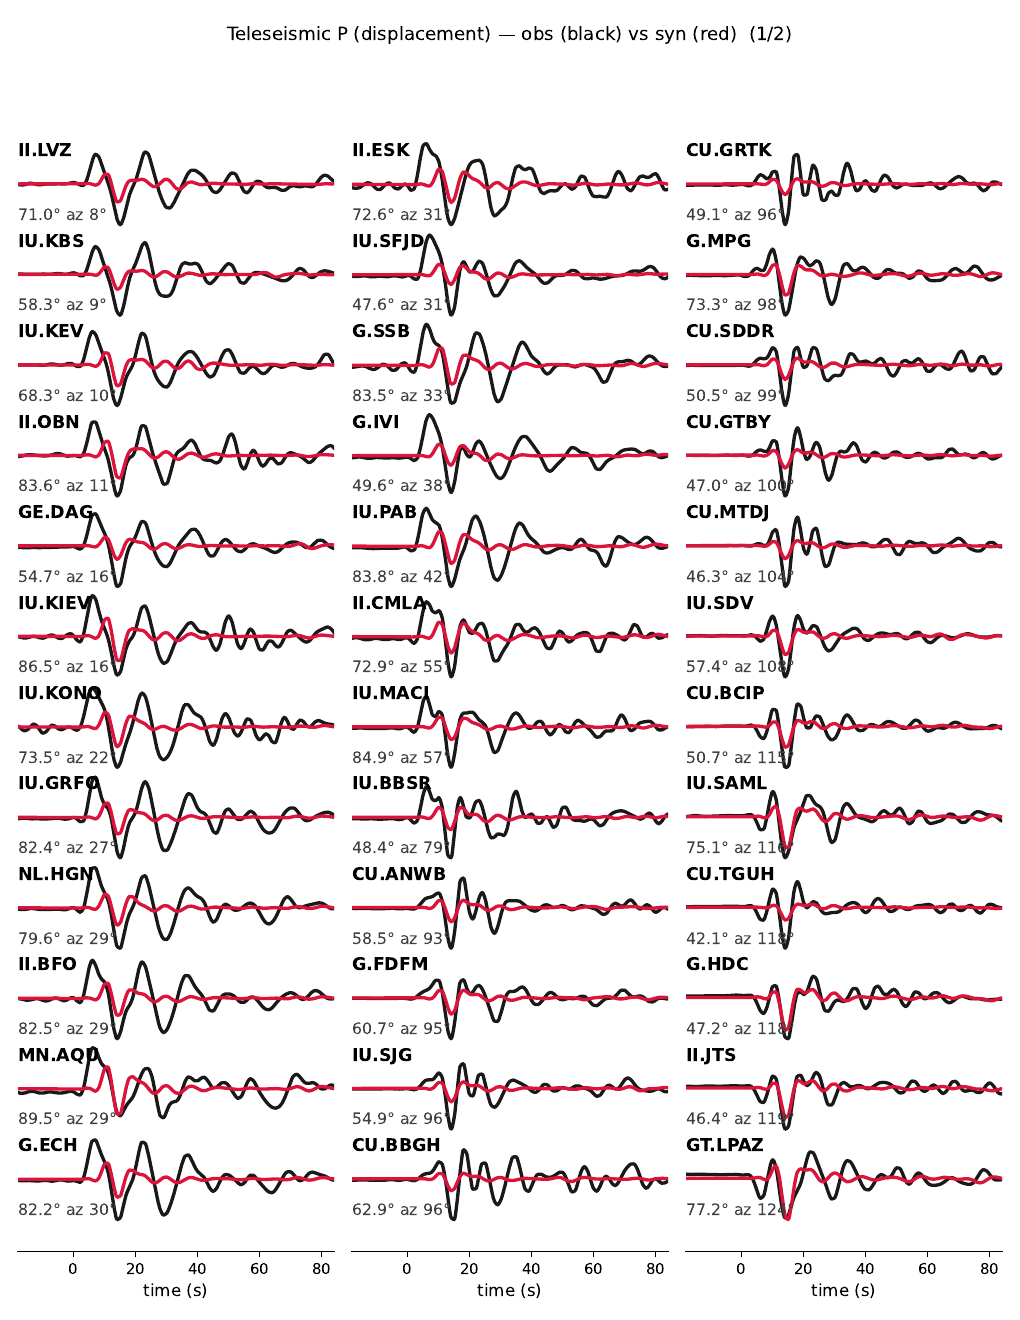 Teleseismic P (displacement) — obs (black) vs syn (red)  (1/2)
II.LVZ
71.0° az 8°
IU.KBS
58.3° az 9°
IU.KEV
68.3° az 10°
II.OBN
83.6° az 11°
GE.DAG
54.7° az 16°
IU.KIEV
86.5° az 16°
IU.KONO
73.5° az 22°
IU.GRFO
82.4° az 27°
NL.HGN
79.6° az 29°
II.BFO
82.5° az 29°
MN.AQU
89.5° az 29°
G.ECH
82.2° az 30°
0 20 40 60 80
time (s)
II.ESK
72.6° az 31°
IU.SFJD
47.6° az 31°
G.SSB
83.5° az 33°
G.IVI
49.6° az 38°
IU.PAB
83.8° az 42°
II.CMLA
72.9° az 55°
IU.MACI
84.9° az 57°
IU.BBSR
48.4° az 79°
CU.ANWB
58.5° az 93°
G.FDFM
60.7° az 95°
IU.SJG
54.9° az 96°
CU.BBGH
62.9° az 96°
0 20 40 60 80
time (s)
CU.GRTK
49.1° az 96°
G.MPG
73.3° az 98°
CU.SDDR
50.5° az 99°
CU.GTBY
47.0° az 100°
CU.MTDJ
46.3° az 104°
IU.SDV
57.4° az 108°
CU.BCIP
50.7° az 115°
IU.SAML
75.1° az 116°
CU.TGUH
42.1° az 118°
G.HDC
47.2° az 118°
II.JTS
46.4° az 119°
GT.LPAZ
77.2° az 124°
0 20 40 60 80
time (s)